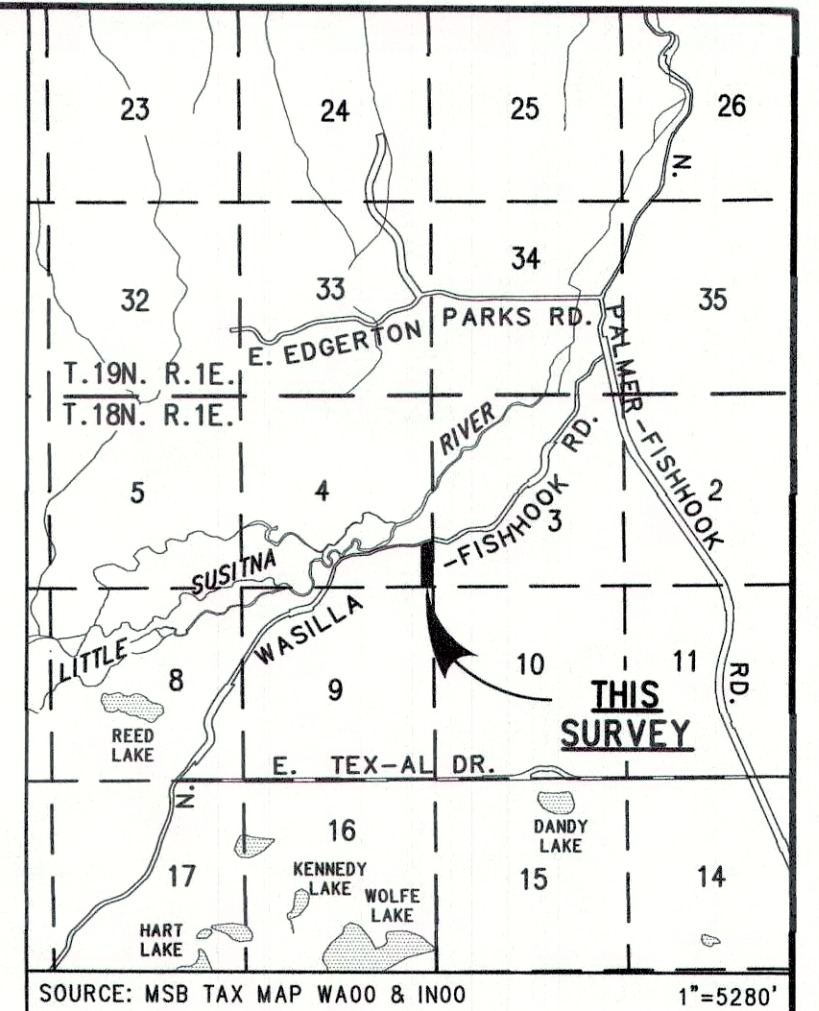 23
24
25
26
N.
34
32
33
35
PARKS RD.
E. EDGERTON
PALMER-FISHHOOK
RD.
T.19N. R.1E.
T.18N. R.1E.
RIVER
RD.
5
4
2
3
-FISHHOOK
SUSITNA
WASILLA
LITTLE
8
9
10
11
RD.
REED
LAKE
THIS
SURVEY
E. TEX-AL DR.
N.
DANDY
LAKE
16
17
KENNEDY
LAKE
WOLFE
LAKE
15
14
HART
LAKE
SOURCE: MSB TAX MAP WA00 & IN00
1"=5280'